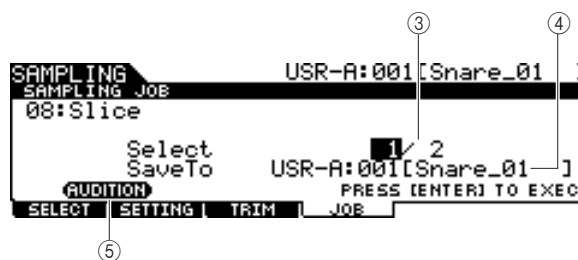 ③ ④
SAMPLING USR-A:001[Snare_01 ]
SAMPLING JOB
08:Slice
Select 1/ 2
SaveTo USR-A:001[Snare_01 ]
AUDITION PRESS [ENTER] TO EXEC
SELECT SETTING TRIM JOB
⑤